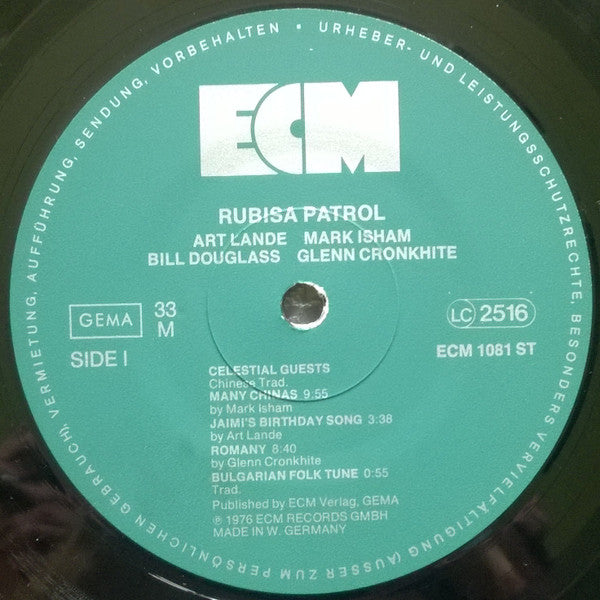 URHEBER- UND LEISTUNGSSCHUTZRECHTE, BESONDERS VERVIELFÄLTIGUNG (AUSSER ZUM PERSÖNLICHEN GEBRAUCH), VERMIETUNG, AUFFÜHRUNG, SENDUNG, VORBEHALTEN •
ECM
RUBISA PATROL
ART LANDE MARK ISHAM
BILL DOUGLASS GLENN CRONKHITE
GEMA
33
M
LC 2516
SIDE I
ECM 1081 ST
CELESTIAL GUESTS
Chinese Trad.
MANY CHINAS 9:55
by Mark Isham
JAIMI'S BIRTHDAY SONG 3:38
by Art Lande
ROMANY 8:40
by Glenn Cronkhite
BULGARIAN FOLK TUNE 0:55
Trad.
Published by ECM Verlag, GEMA
℗ 1976 ECM RECORDS GMBH
MADE IN W. GERMANY